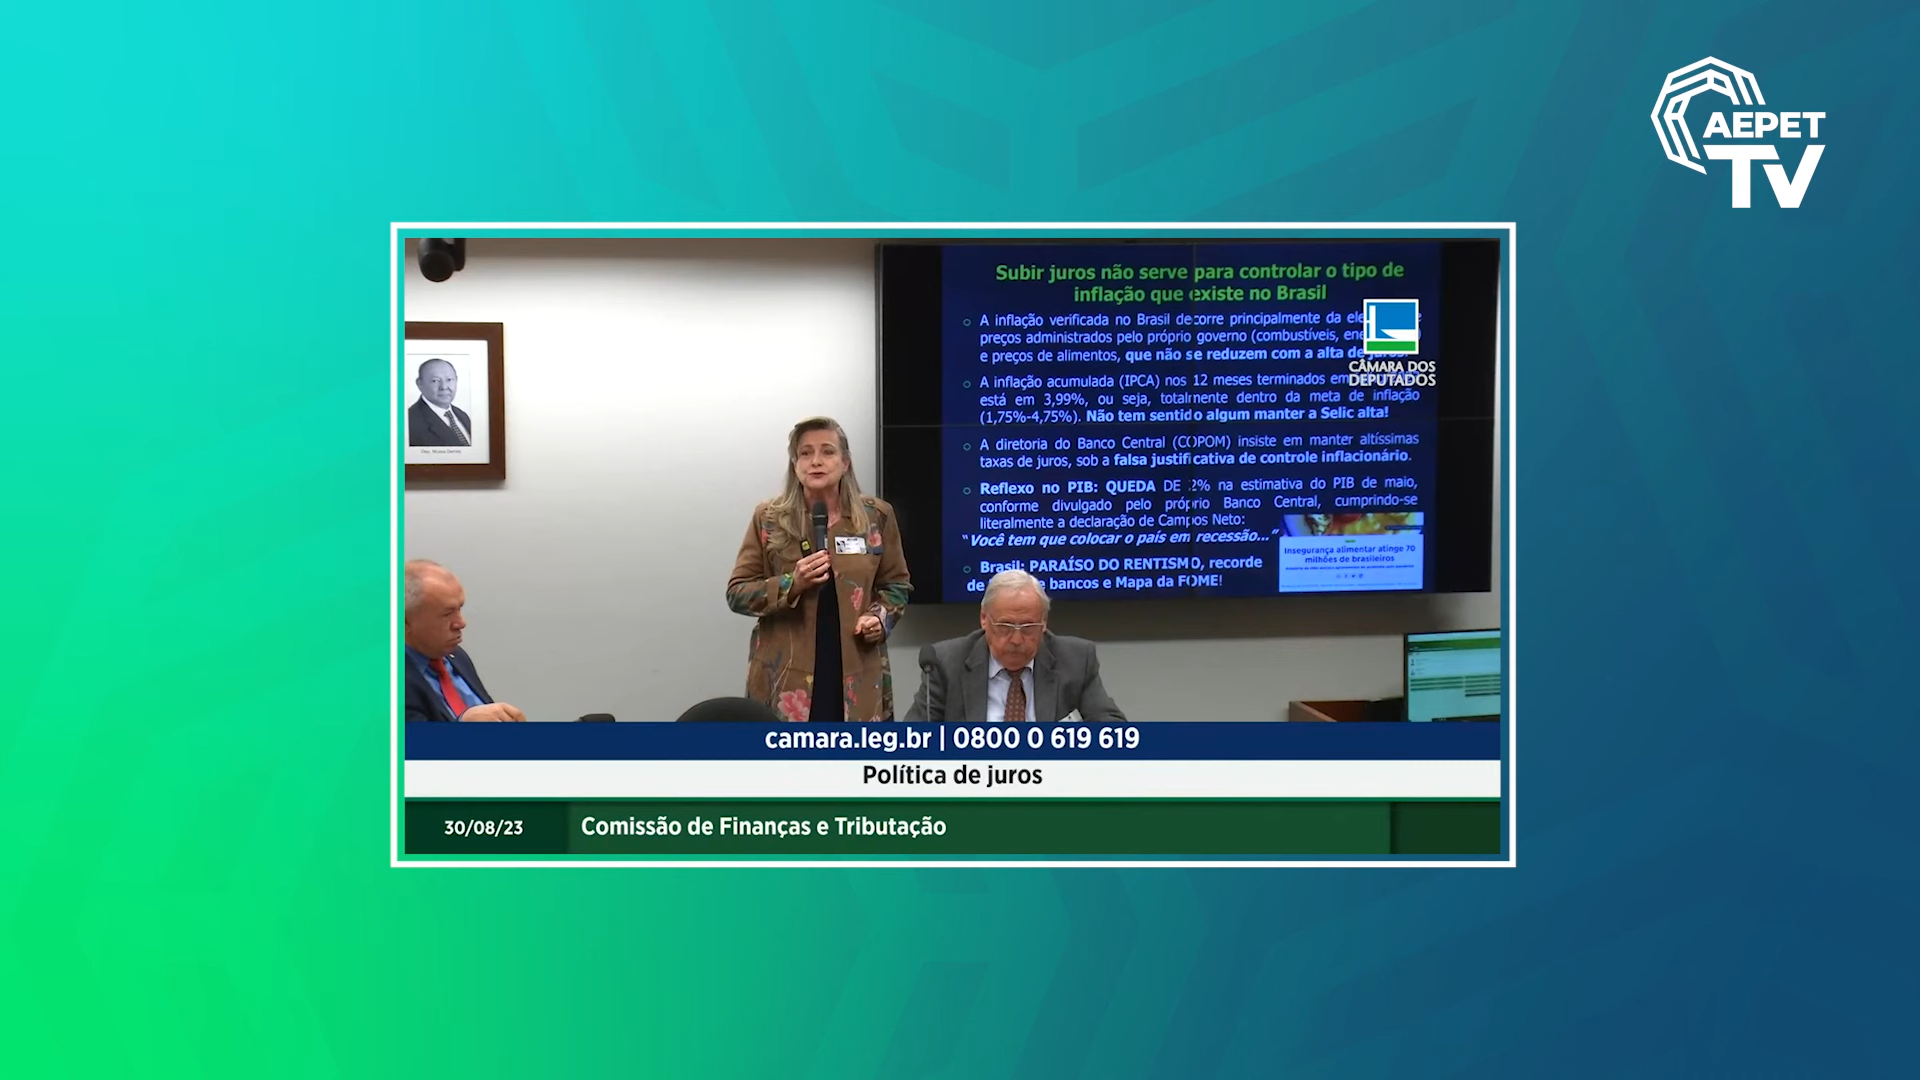 AEPET
TV
Subir juros não serve para controlar o tipo de
inflação que existe no Brasil
A inflação verificada no Brasil decorre principalmente da
preços administrados pelo próprio governo (combustíveis,
e preços de alimentos, que não se reduzem com a alta de juros.
CÂMARA DOS
DEPUTADOS
A inflação acumulada (IPCA) nos 12 meses terminados em
está em 3,99%, ou seja, totalmente dentro da meta de inflação
(1,75%-4,75%). Não tem sentido algum manter a Selic alta!
A diretoria do Banco Central (COPOM) insiste em manter altíssimas
taxas de juros, sob a falsa justificativa de controle inflacionário.
Reflexo no PIB: QUEDA DE 2% na estimativa do PIB de maio,
conforme divulgado pelo próprio Banco Central, cumprindo-se
literalmente a declaração de Campos Neto:
“Você tem que colocar o país em recessão...”
Insegurança alimentar atinge 70
milhões de brasileiros
Brasil: PARAÍSO DO RENTISMO, recorde
de bancos e Mapa da FOME!
camara.leg.br | 0800 0 619 619
Política de juros
30/08/23
Comissão de Finanças e Tributação